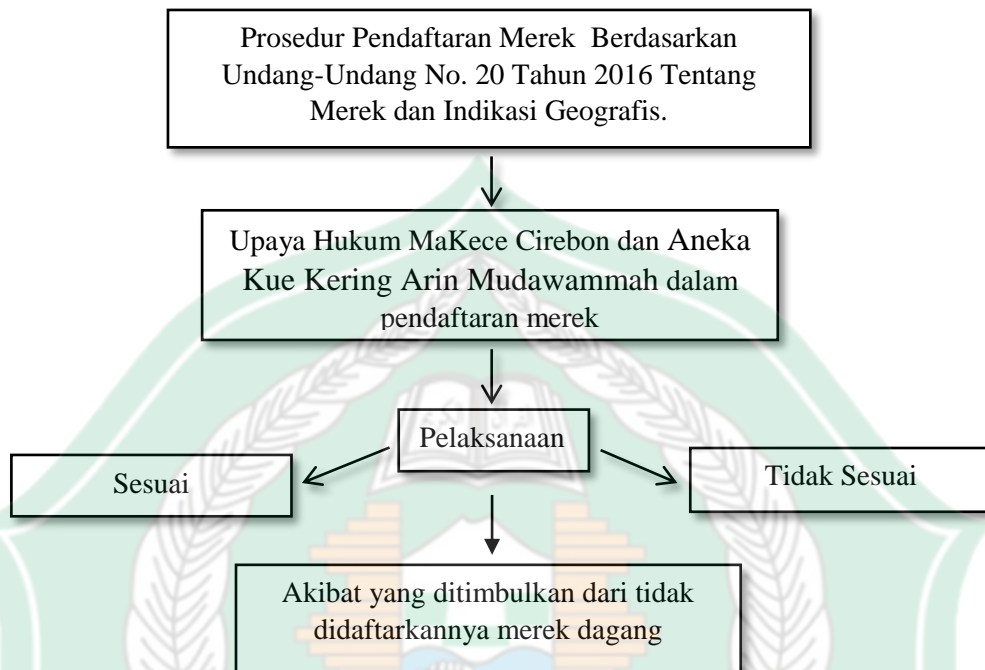 Prosedur Pendaftaran Merek Berdasarkan
Undang-Undang No. 20 Tahun 2016 Tentang
Merek dan Indikasi Geografis.
Upaya Hukum MaKece Cirebon dan Aneka
Kue Kering Arin Mudawammah dalam
pendaftaran merek
Pelaksanaan
Sesuai
Tidak Sesuai
Akibat yang ditimbulkan dari tidak
didaftarkannya merek dagang